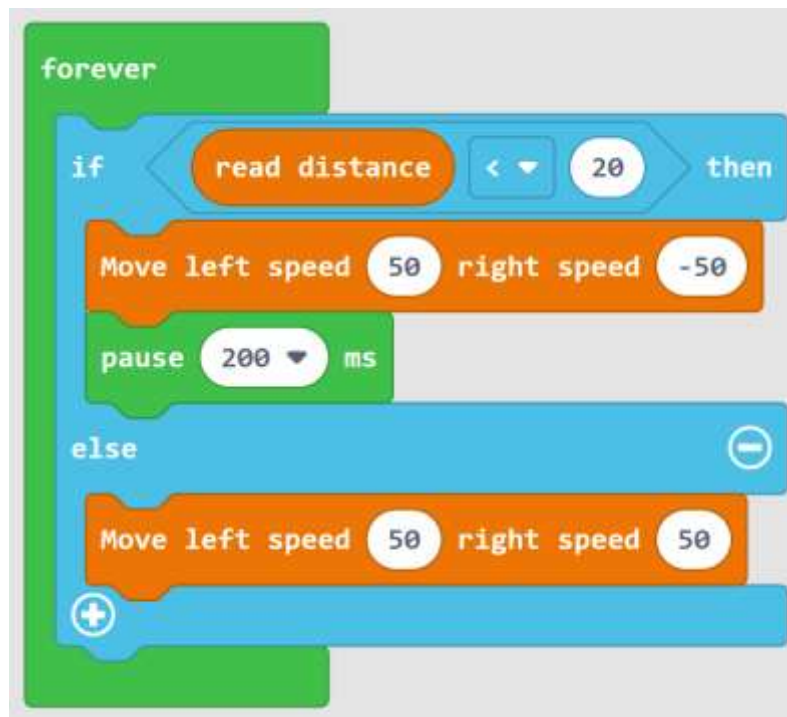 forever
if read distance < 20 then
Move left speed 50 right speed -50
pause 200 ms
else
Move left speed 50 right speed 50